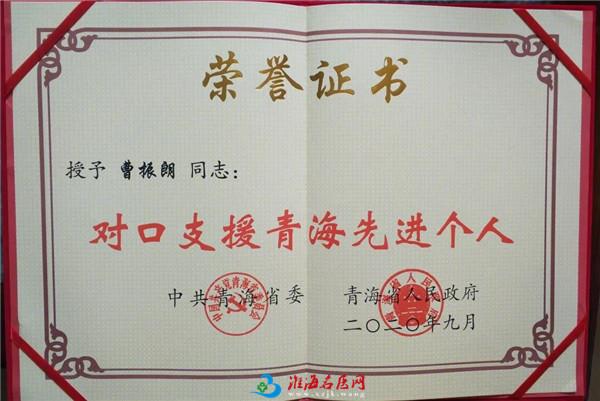 荣誉证书
授予 曹振朗 同志：
对口支援青海先进个人
中共青海省委 青海省人民政府
二〇二〇年九月
淮海名医网